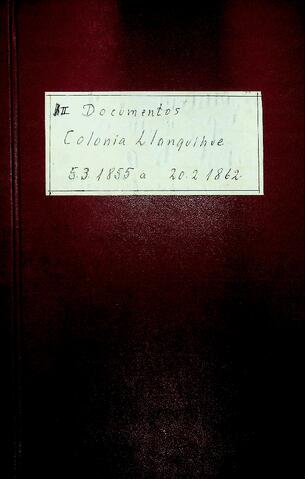 III Documentos
Colonia Llanquihue
5.3.1855 a 20.2 1862